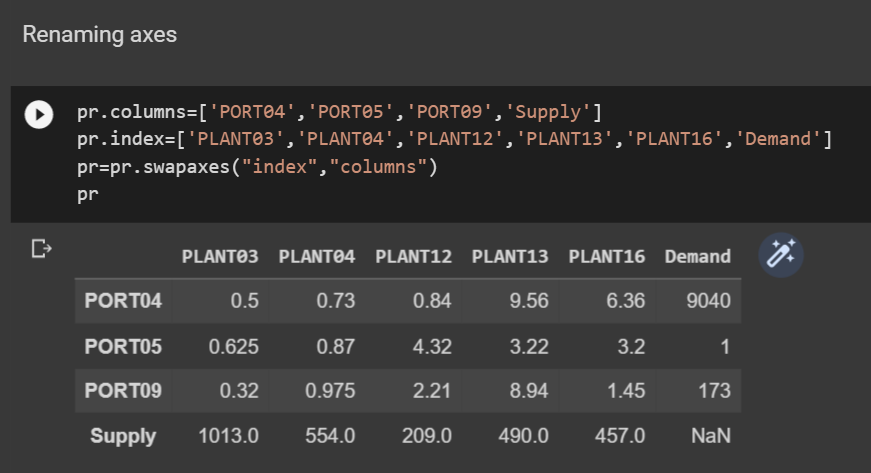 Renaming axes
pr.columns=['PORT04','PORT05','PORT09','Supply']
pr.index=['PLANT03','PLANT04','PLANT12','PLANT13','PLANT16','Demand']
pr=pr.swapaxes("index","columns")
pr
PLANT03 PLANT04 PLANT12 PLANT13 PLANT16 Demand
PORT04 0.5 0.73 0.84 9.56 6.36 9040
PORT05 0.625 0.87 4.32 3.22 3.2 1
PORT09 0.32 0.975 2.21 8.94 1.45 173
Supply 1013.0 554.0 209.0 490.0 457.0 NaN